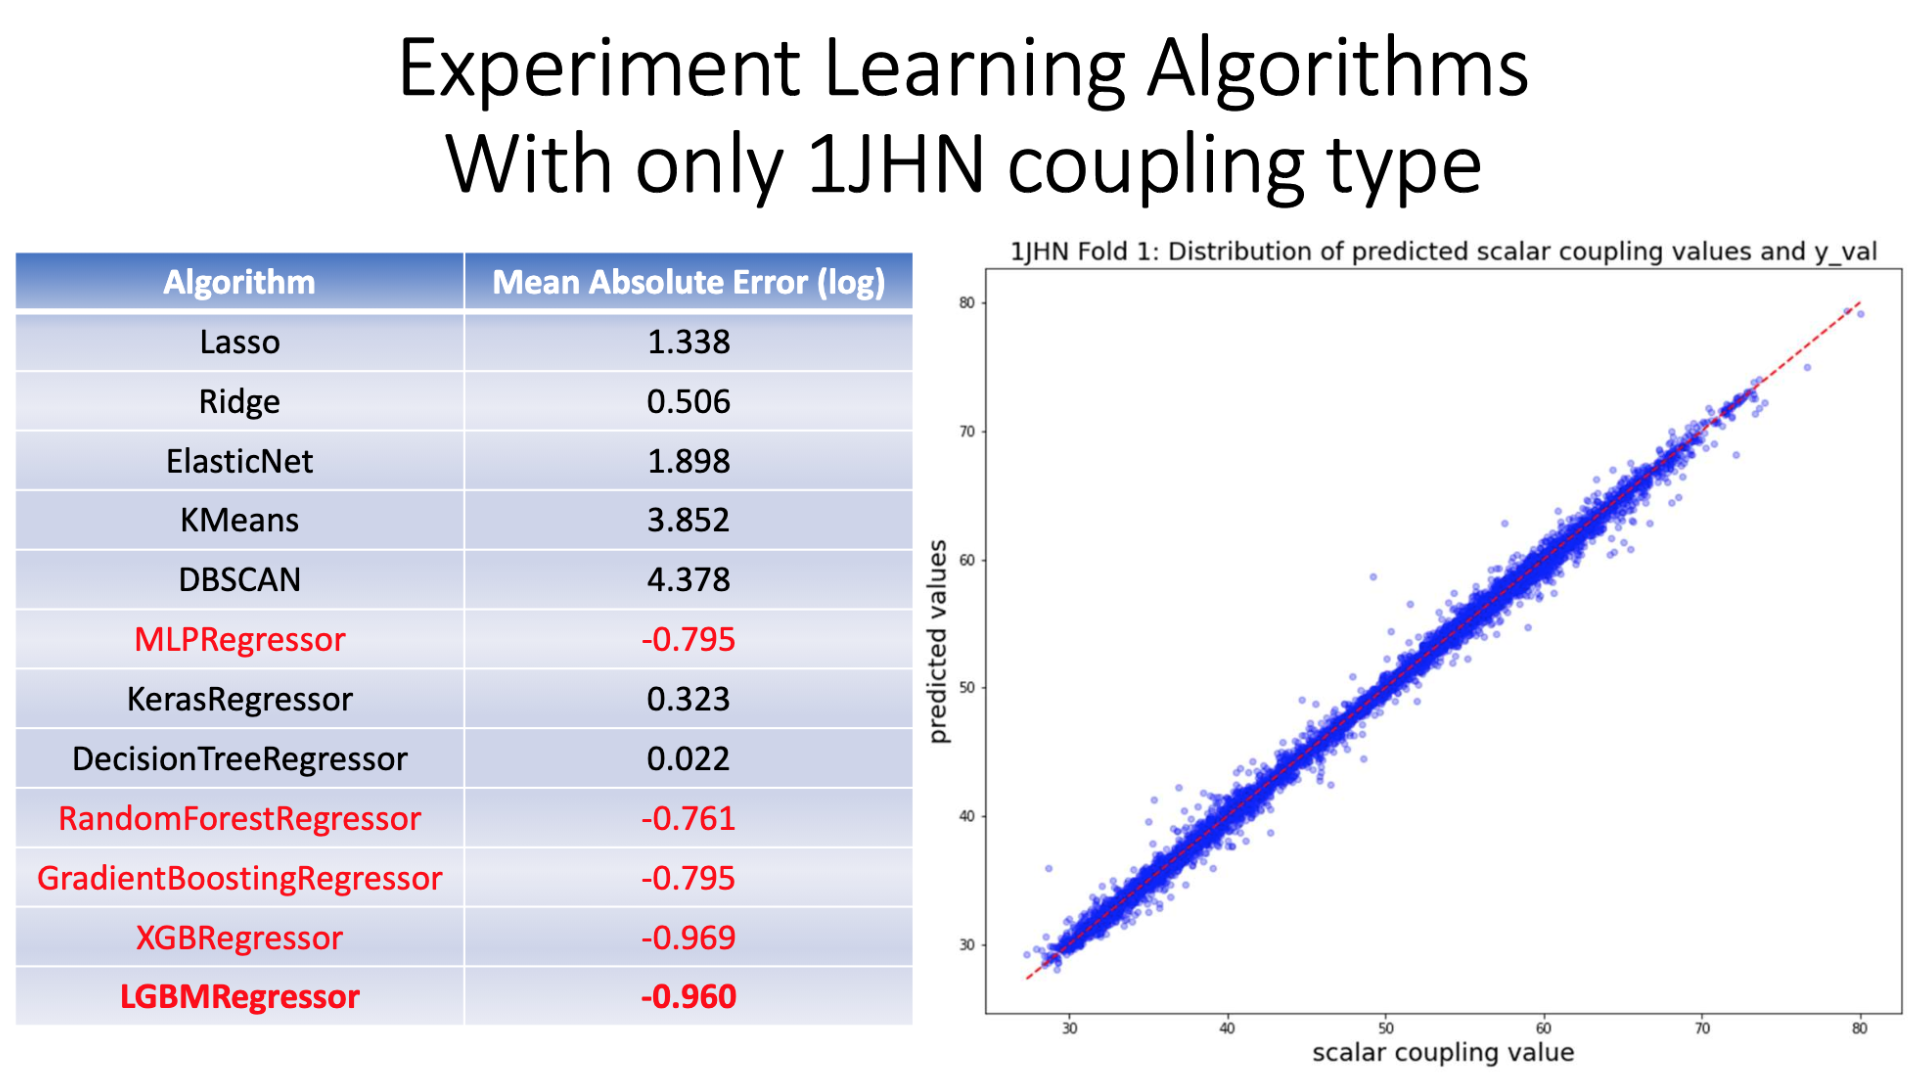 Experiment Learning Algorithms
With only 1JHN coupling type
Algorithm Mean Absolute Error (log)
Lasso 1.338
Ridge 0.506
ElasticNet 1.898
KMeans 3.852
DBSCAN 4.378
MLPRegressor -0.795
KerasRegressor 0.323
DecisionTreeRegressor 0.022
RandomForestRegressor -0.761
GradientBoostingRegressor -0.795
XGBRegressor -0.969
LGBMRegressor -0.960
1JHN Fold 1: Distribution of predicted scalar coupling values and y_val
predicted values
80
70
60
50
40
30
30 40 50 60 70 80
scalar coupling value